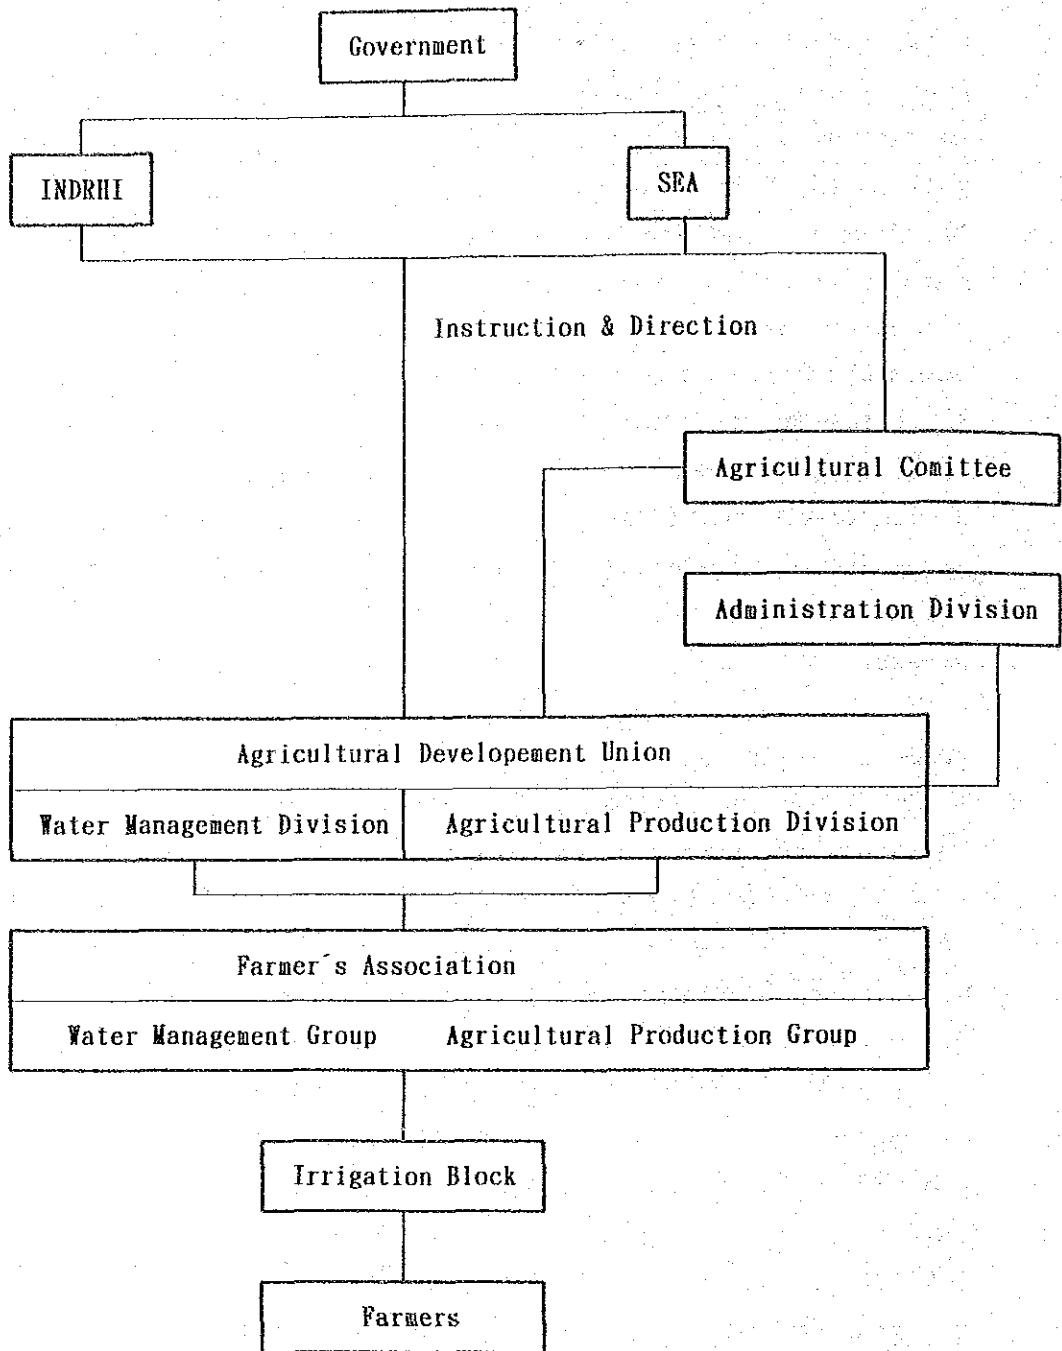 Government
INDRHI
SEA
Instruction & Direction
Agricultural Comittee
Administration Division
Agricultural Developement Union
Water Management Division
Agricultural Production Division
Farmer´s Association
Water Management Group
Agricultural Production Group
Irrigation Block
Farmers